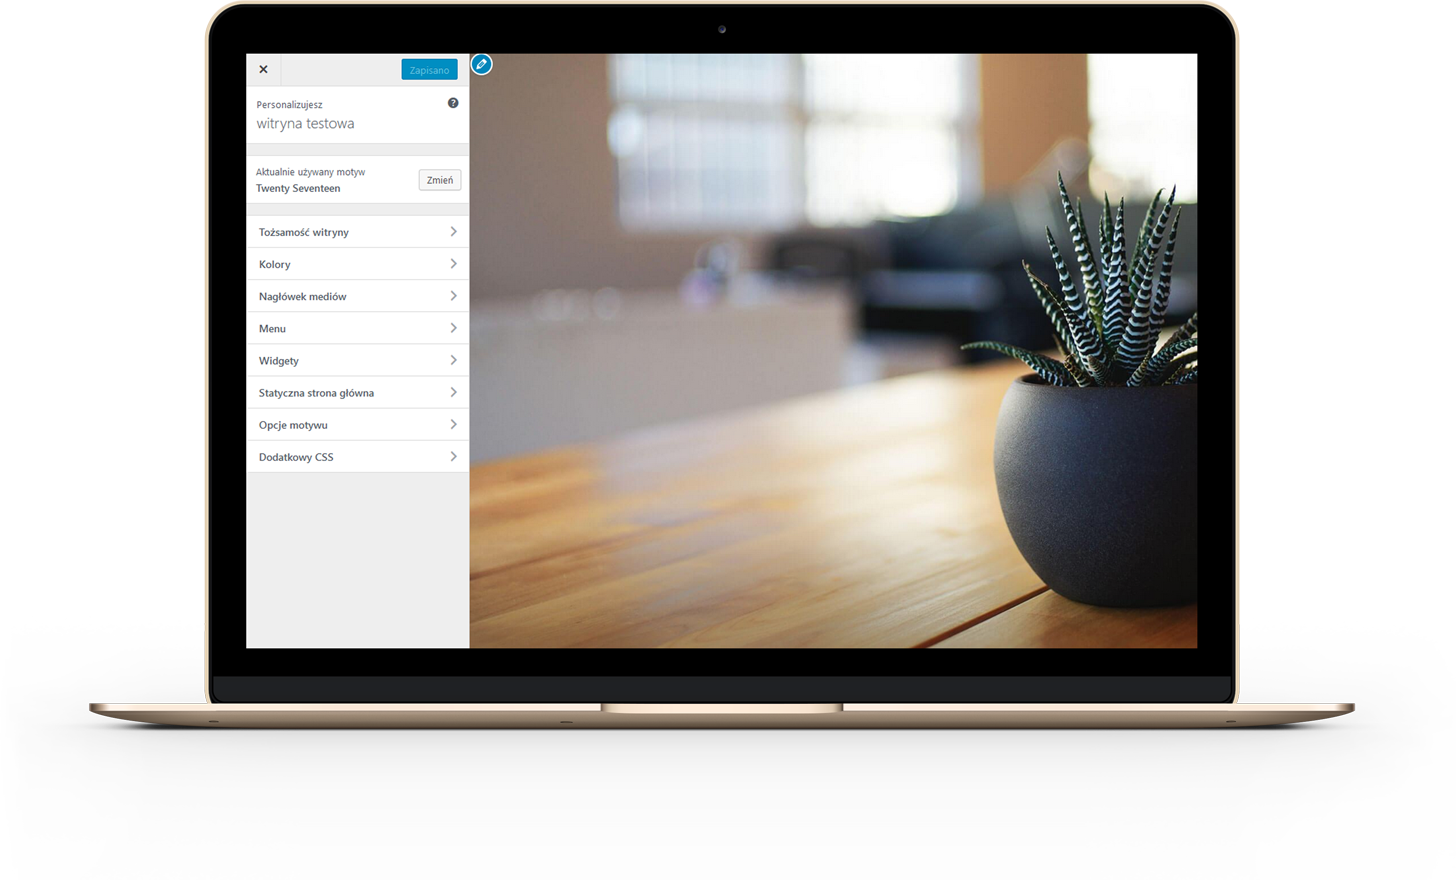 Zapisano
Personalizujesz
witryna testowa
Aktualnie używany motyw
Twenty Seventeen
Zmień
Tożsamość witryny
Kolory
Nagłówek mediów
Menu
Widgety
Statyczna strona główna
Opcje motywu
Dodatkowy CSS